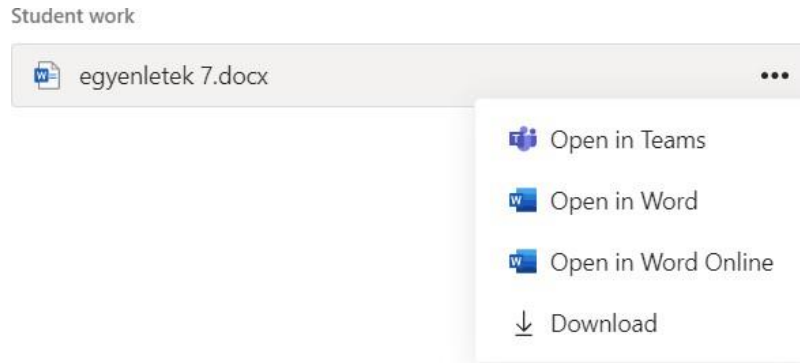 Student work
egyenletek 7.docx
Open in Teams
Open in Word
Open in Word Online
Download